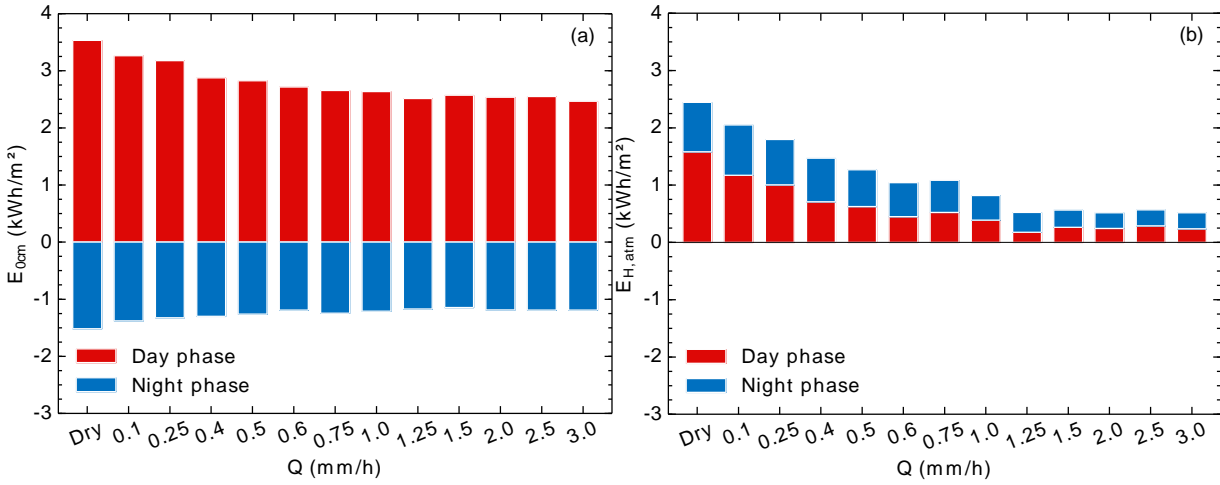 (a)
4
3
2
1
0
-1
-2
-3
E0cm (kWh/m²)
Day phase
Night phase
Dry 0.1 0.25 0.4 0.5 0.6 0.75 1.0 1.25 1.5 2.0 2.5 3.0
Q (mm/h)
(b)
4
3
2
1
0
-1
-2
-3
EH,atm (kWh/m²)
Day phase
Night phase
Dry 0.1 0.25 0.4 0.5 0.6 0.75 1.0 1.25 1.5 2.0 2.5 3.0
Q (mm/h)